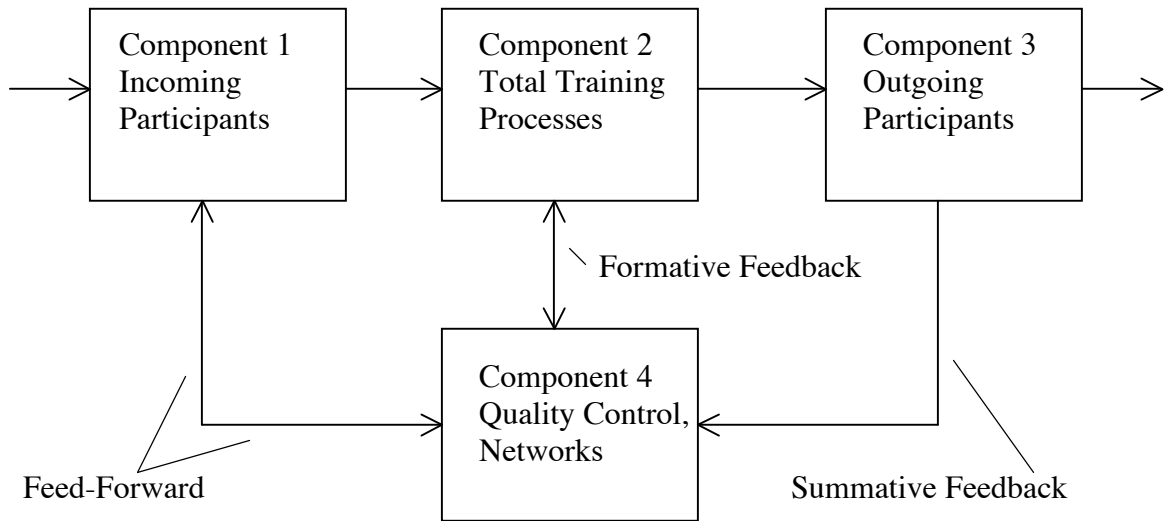 Component 1
Incoming
Participants
Component 2
Total Training
Processes
Component 3
Outgoing
Participants
Formative Feedback
Component 4
Quality Control,
Networks
Feed-Forward
Summative Feedback